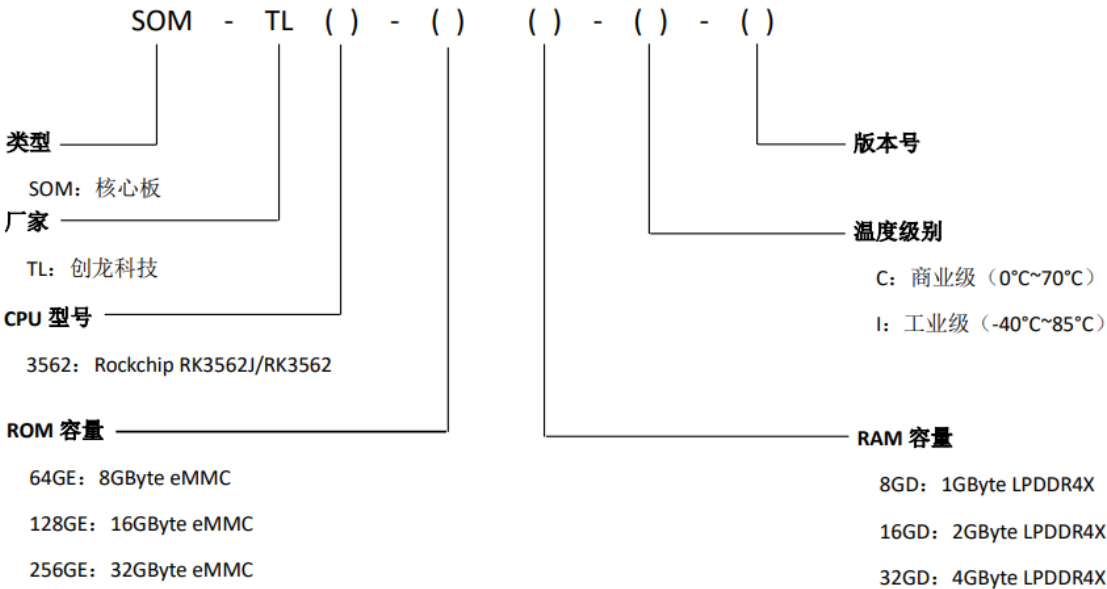 SOM - TL ( ) - ( ) ( ) - ( ) - ( )
类型
SOM：核心板
厂家
TL：创龙科技
CPU 型号
3562：Rockchip RK3562J/RK3562
ROM 容量
64GE：8GByte eMMC
128GE：16GByte eMMC
256GE：32GByte eMMC
版本号
温度级别
C：商业级（0°C~70°C）
I：工业级（-40°C~85°C）
RAM 容量
8GD：1GByte LPDDR4X
16GD：2GByte LPDDR4X
32GD：4GByte LPDDR4X